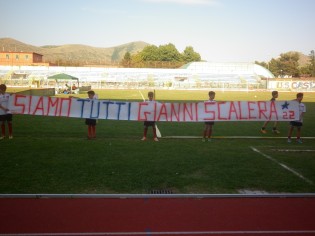 SIAMO TUTTI GIANNI SCALERA 22